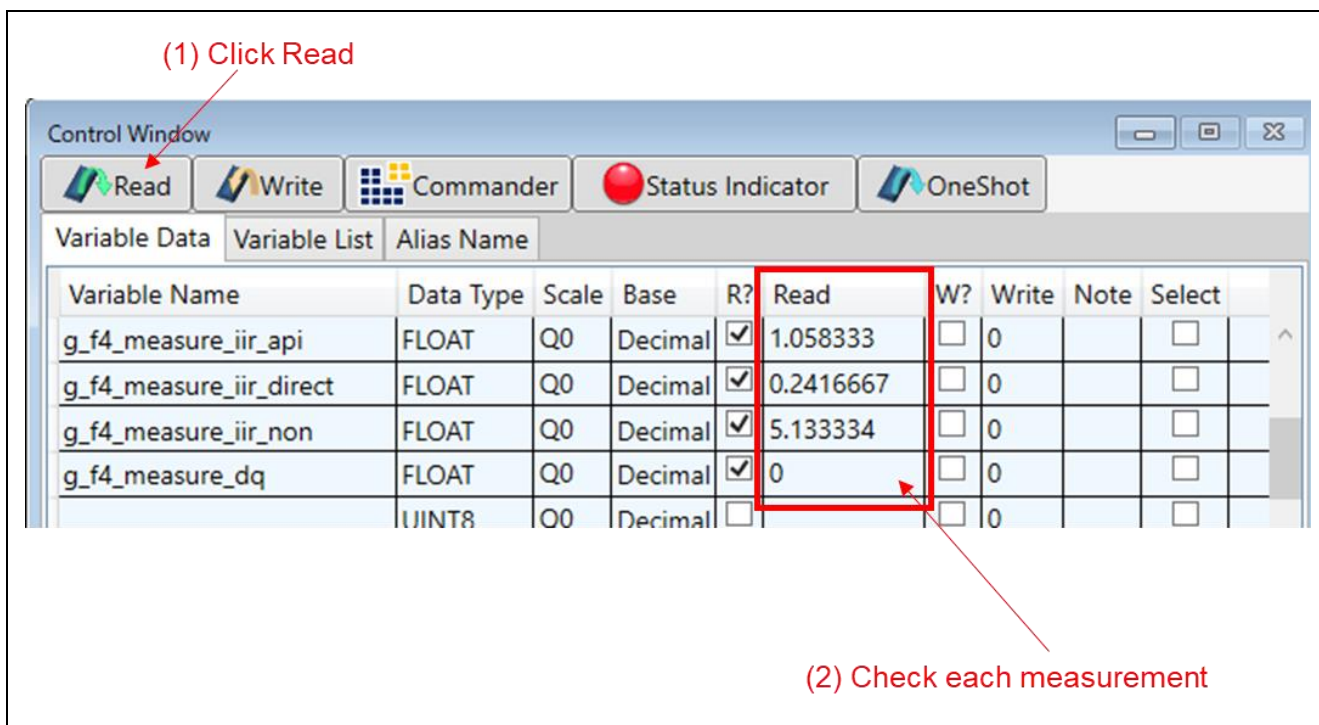 (1) Click Read
Control Window
Read Write Commander Status Indicator OneShot
Variable Data Variable List Alias Name
Variable Name Data Type Scale Base R? Read W? Write Note Select
g_f4_measure_iir_api FLOAT Q0 Decimal 1.058333 0
g_f4_measure_iir_direct FLOAT Q0 Decimal 0.2416667 0
g_f4_measure_iir_non FLOAT Q0 Decimal 5.133334 0
g_f4_measure_dq FLOAT Q0 Decimal 0 0
UINT8 Q0 Decimal 0
(2) Check each measurement